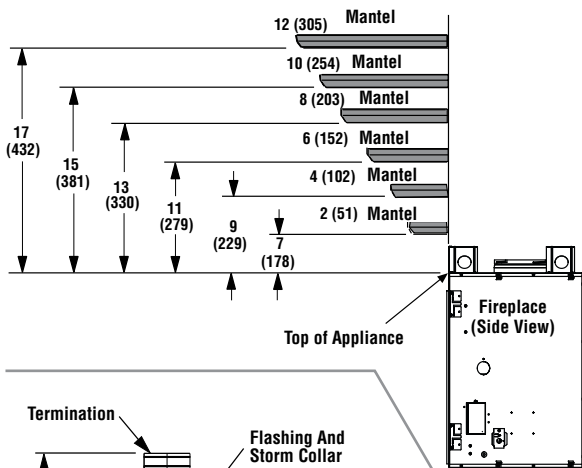 12 (305) Mantel
10 (254) Mantel
8 (203) Mantel
6 (152) Mantel
4 (102) Mantel
2 (51) Mantel
17
(432)
15
(381)
13
(330)
11
(279)
9
(229)
7
(178)
Top of Appliance
Fireplace
(Side View)
Termination
Flashing And
Storm Collar